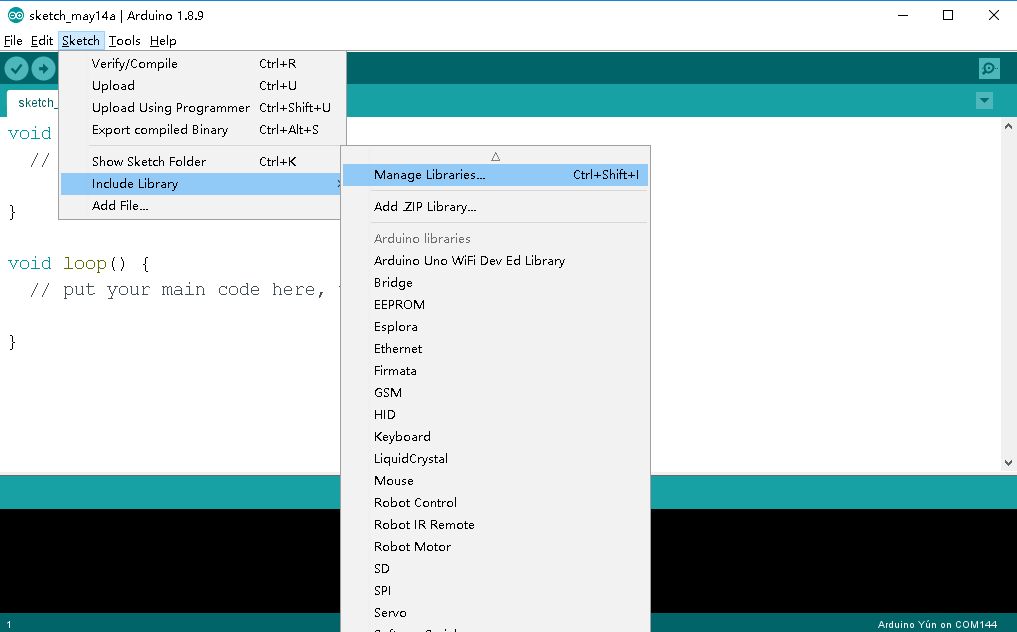 sketch_may14a | Arduino 1.8.9
File Edit Sketch Tools Help
Verify/Compile Ctrl+R
Upload Ctrl+U
Upload Using Programmer Ctrl+Shift+U
Export compiled Binary Ctrl+Alt+S
Show Sketch Folder Ctrl+K
Include Library
Add File...
sketch_
void
//
}
void loop() {
// put your main code here,
}
Manage Libraries... Ctrl+Shift+I
Add .ZIP Library...
Arduino libraries
Arduino Uno WiFi Dev Ed Library
Bridge
EEPROM
Esplora
Ethernet
Firmata
GSM
HID
Keyboard
LiquidCrystal
Mouse
Robot Control
Robot IR Remote
Robot Motor
SD
SPI
Servo
1
Arduino Yún on COM144